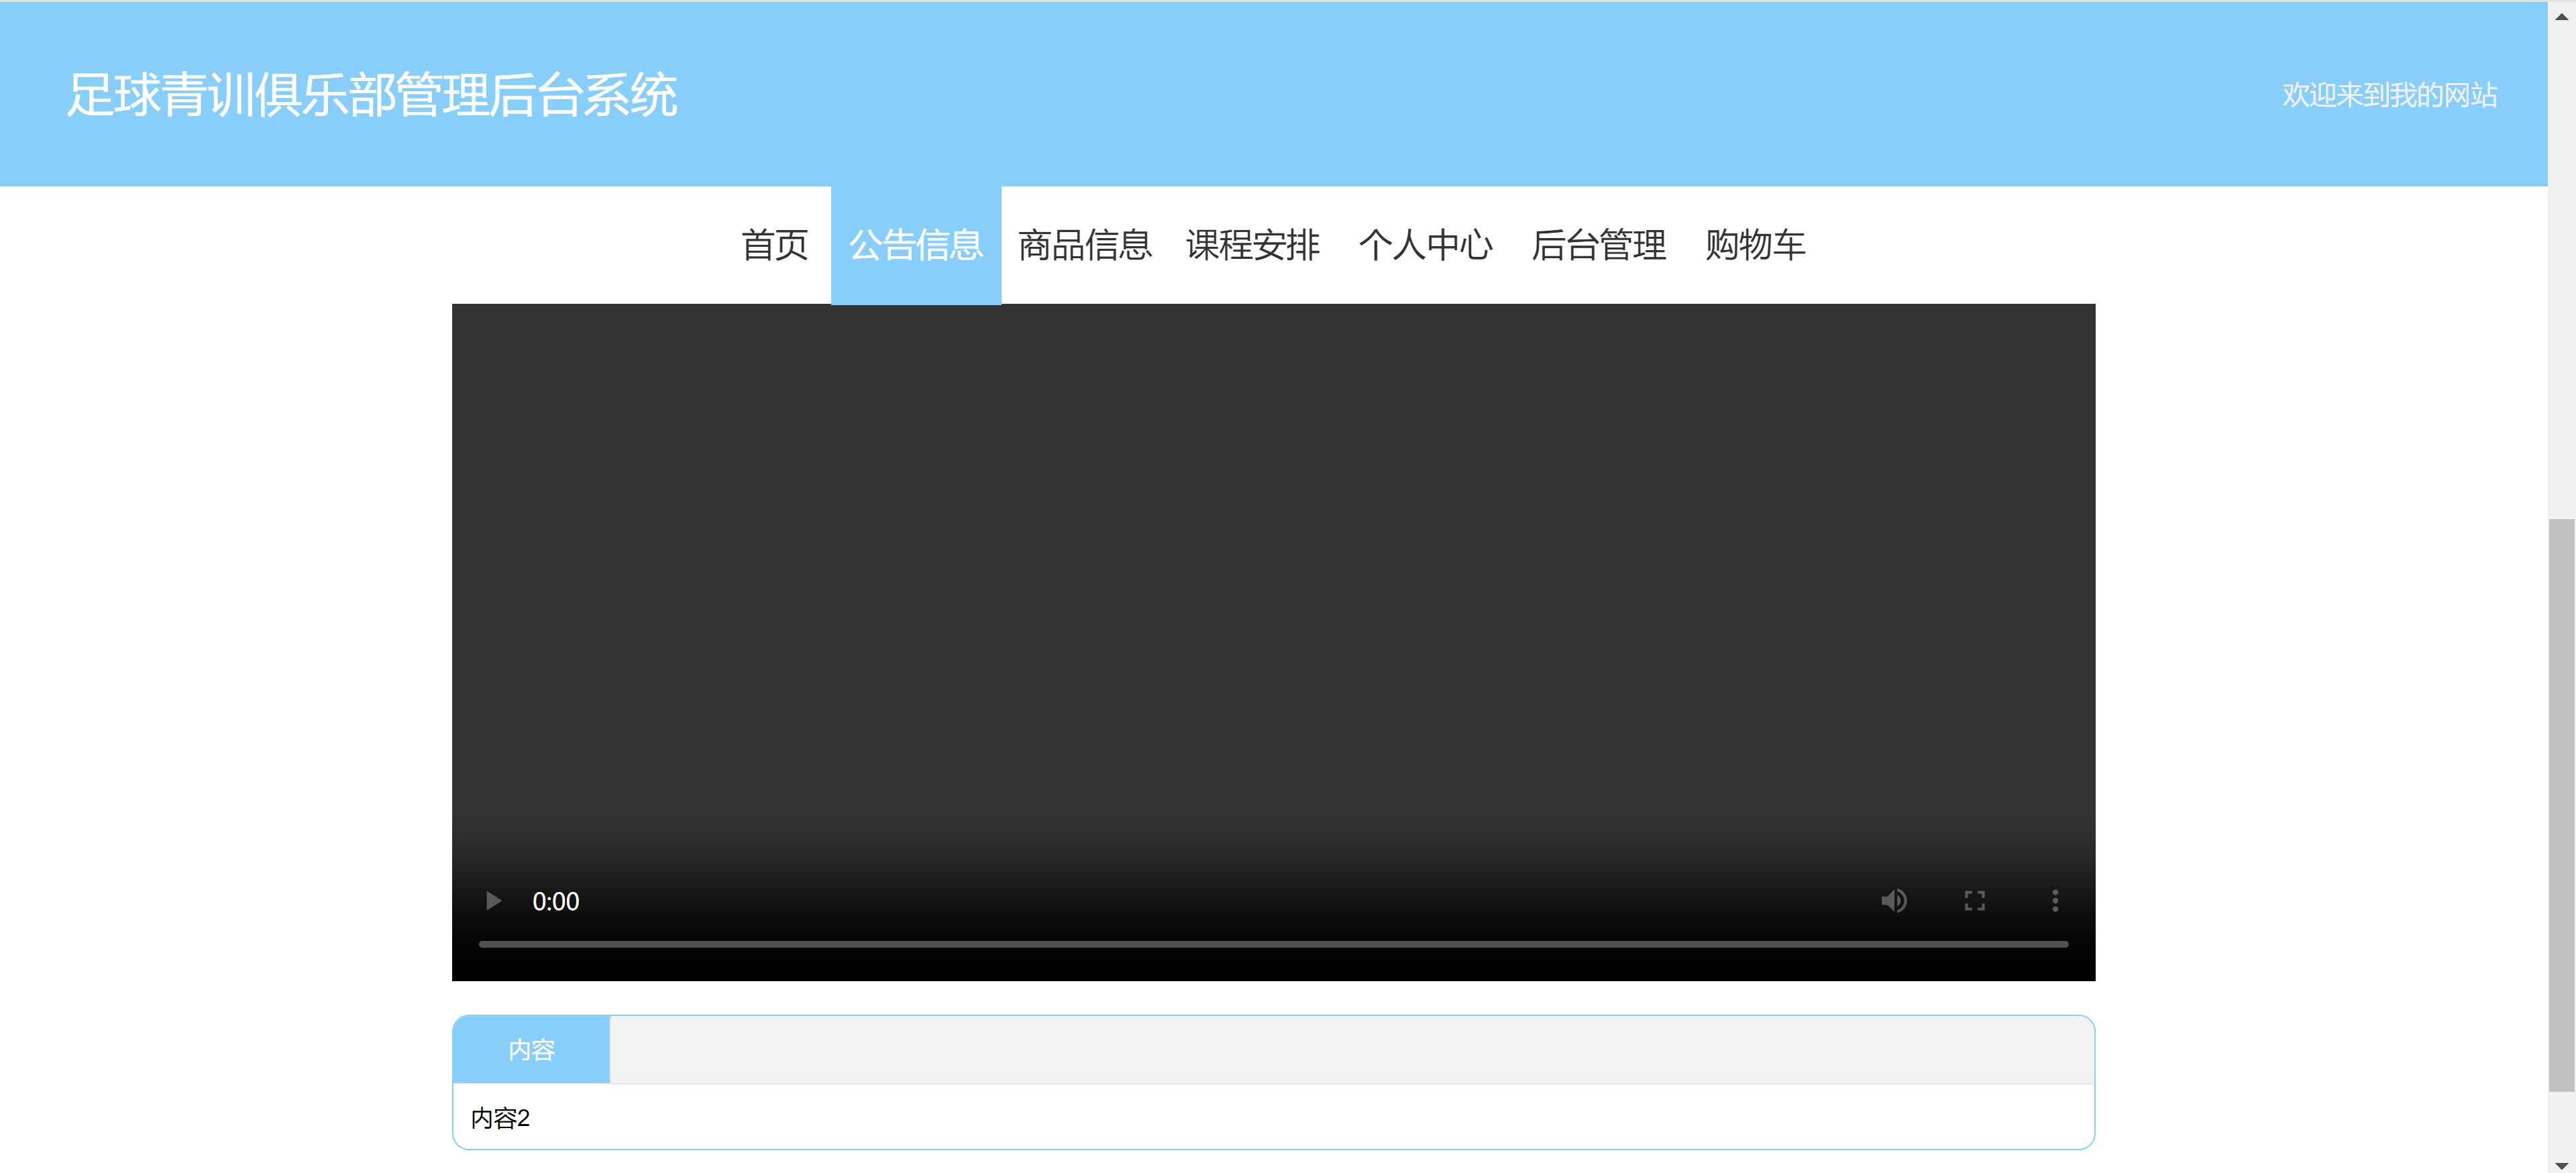 足球青训俱乐部管理后台系统
欢迎来到我的网站
首页 公告信息 商品信息 课程安排 个人中心 后台管理 购物车
0:00
内容
内容2